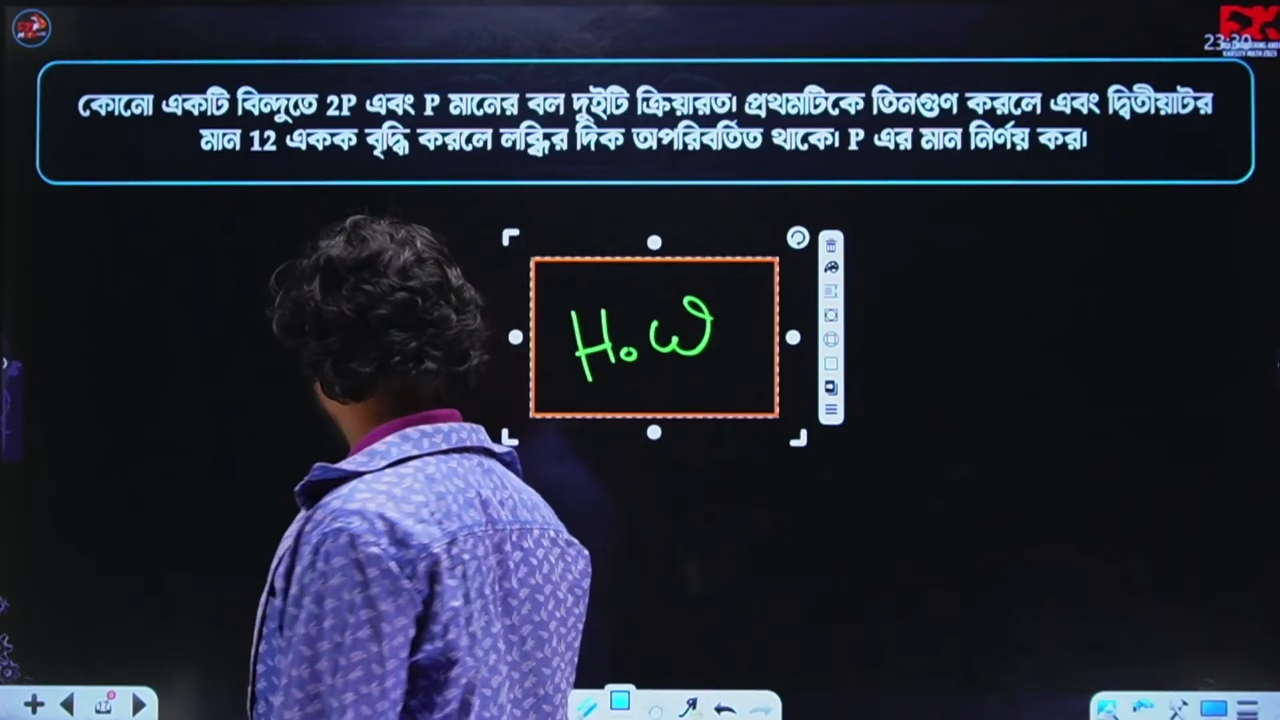 23:30
কোনো একটি বিন্দুতে 2P এবং P মানের বল দুইটি ক্রিয়ারত। প্রথমটিকে তিনগুণ করলে এবং দ্বিতীয়াটর
মান 12 একক বৃদ্ধি করলে লব্ধির দিক অপরিবর্তিত থাকে। P এর মান নির্ণয় কর।
H.W